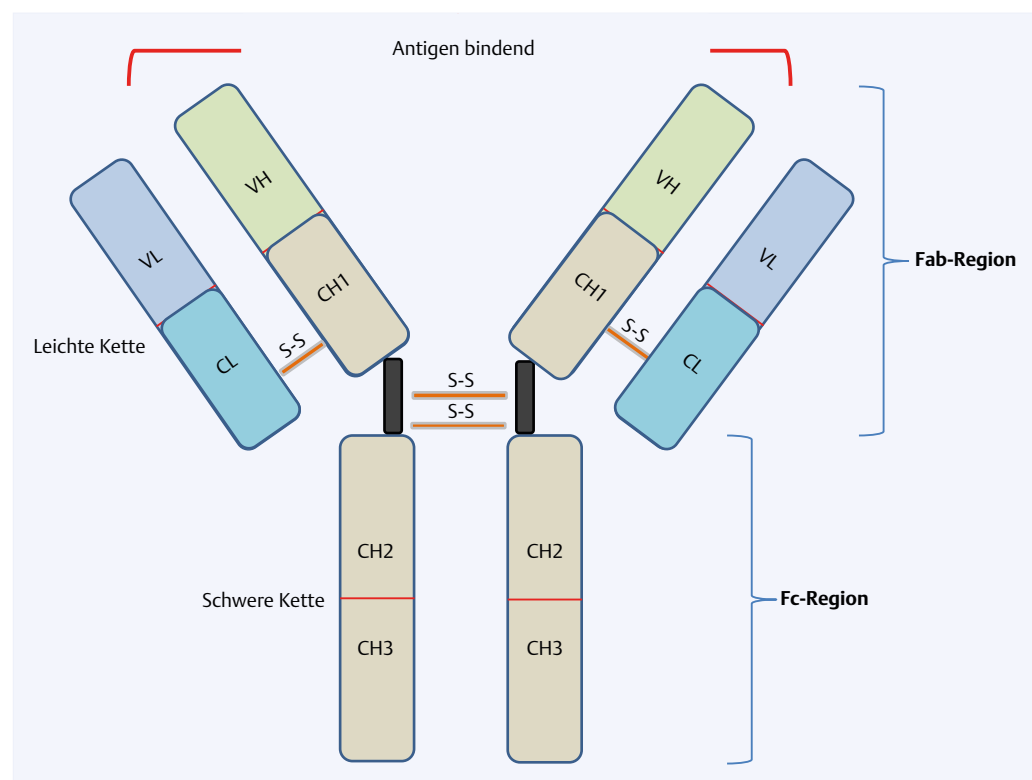 Antigen bindend
VH
VH
VL
VL
Fab-Region
CH1
CH1
S-S
S-S
Leichte Kette
CL
CL
S-S
S-S
CH2
CH2
Schwere Kette
Fc-Region
CH3
CH3